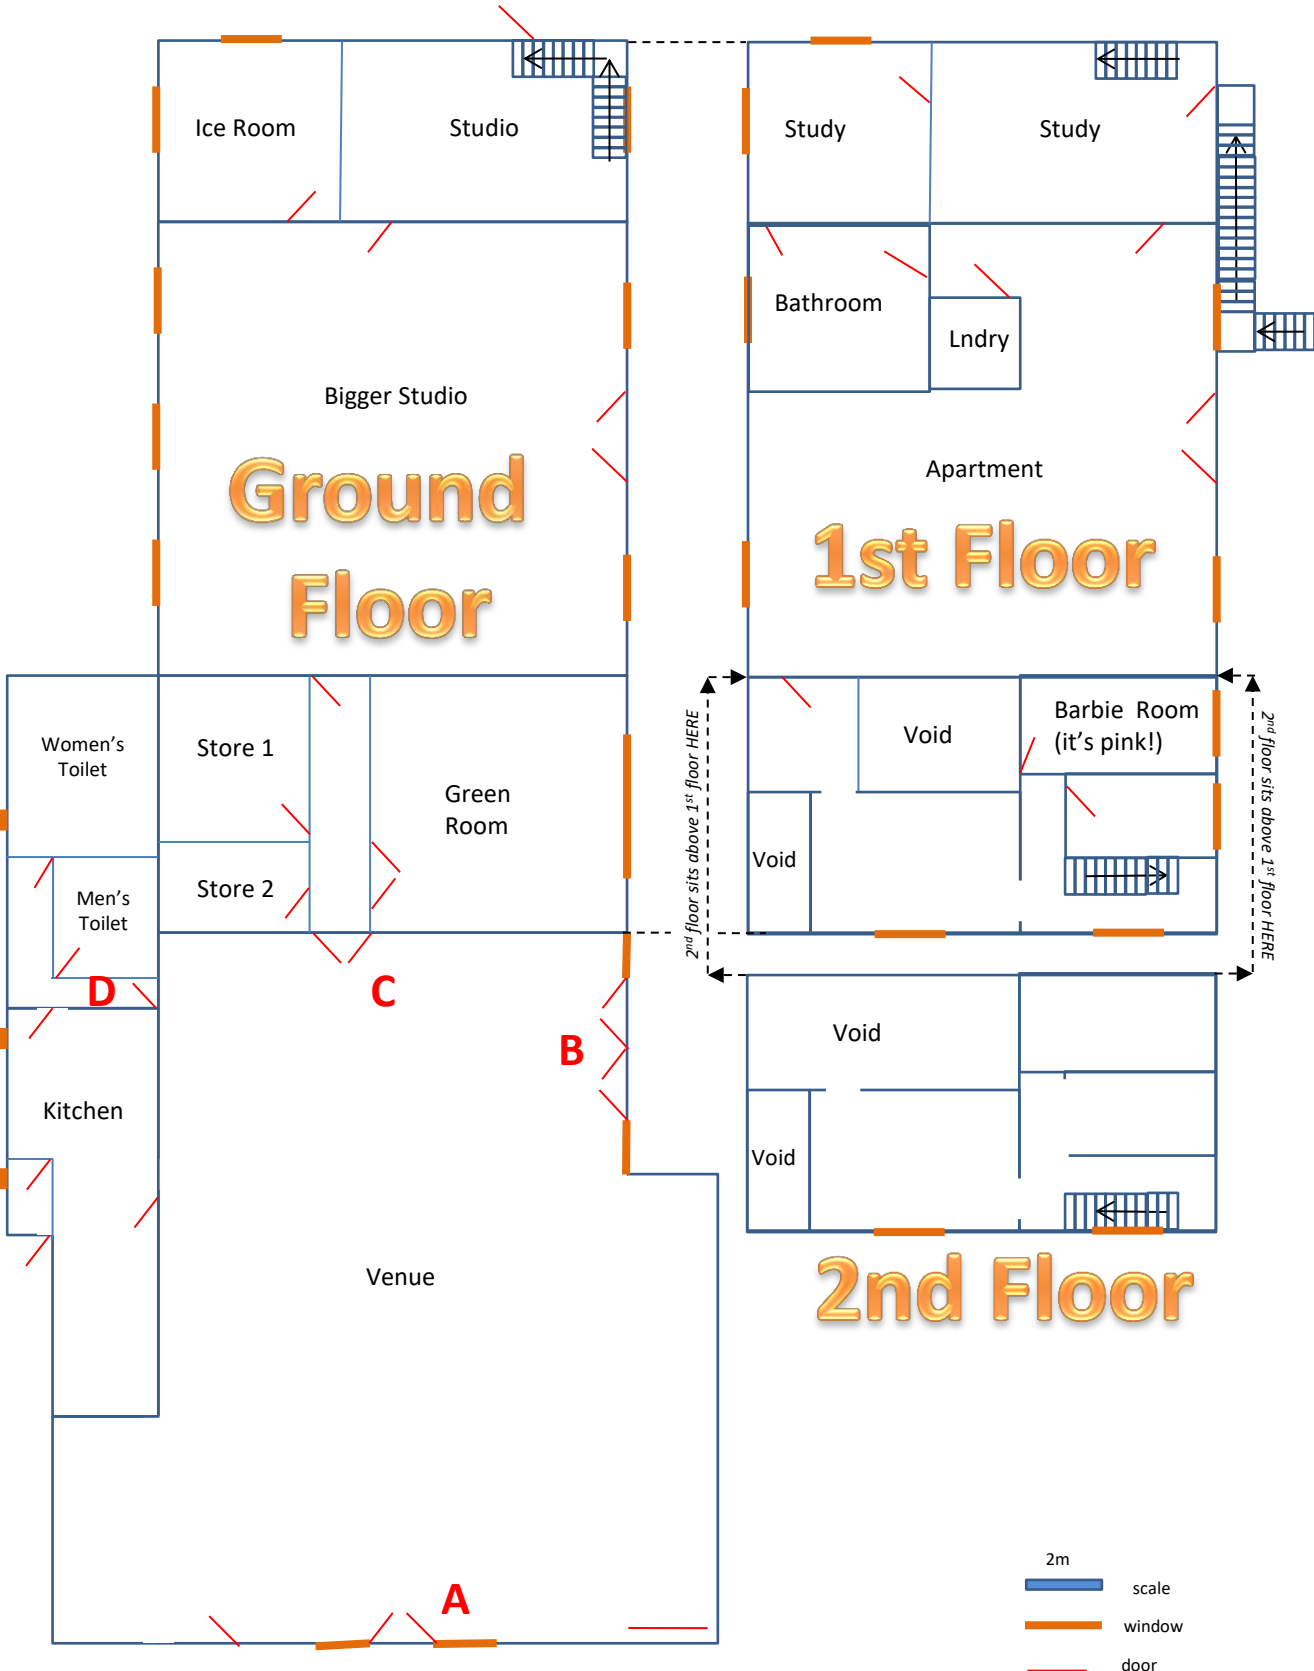 Ice Room
Studio
Study
Study
Bathroom
Lndry
Bigger Studio
Apartment
Ground
Floor
1st Floor
Women's
Toilet
Store 1
Green
Room
Store 2
Men's
Toilet
D
C
B
Kitchen
Venue
A
2nd floor sits above 1st floor HERE
Void
Barbie Room
(it's pink!)
Void
2nd floor sits above 1st floor HERE
Void
Void
2nd Floor
2m
scale
window
door